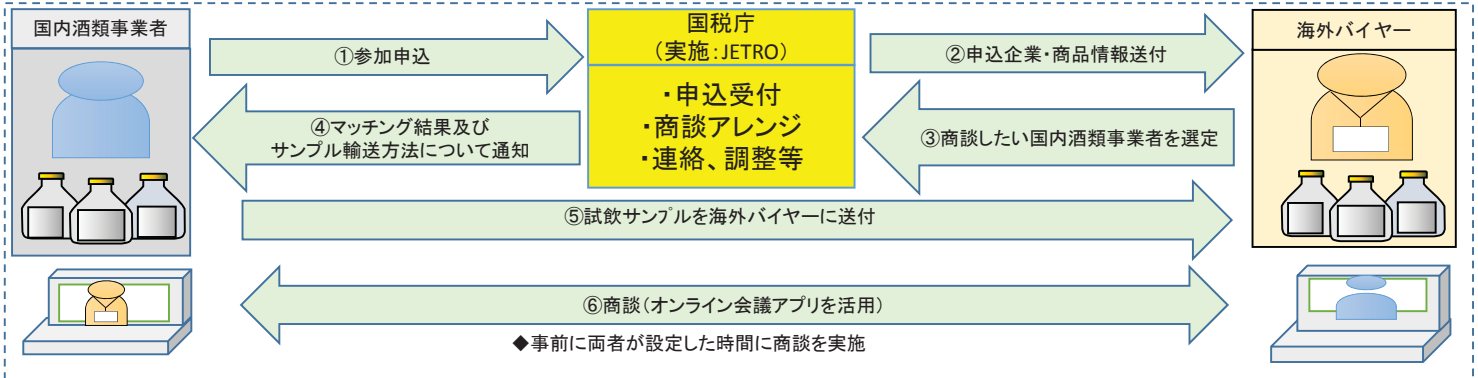 国内酒類事業者
①参加申込
国税庁
（実施：JETRO）
②申込企業・商品情報送付
海外バイヤー
・申込受付
・商談アレンジ
・連絡、調整等
④マッチング結果及び
サンプル輸送方法について通知
③商談したい国内酒類事業者を選定
⑤試飲サンプルを海外バイヤーに送付
⑥商談（オンライン会議アプリを活用）
◆事前に両者が設定した時間に商談を実施